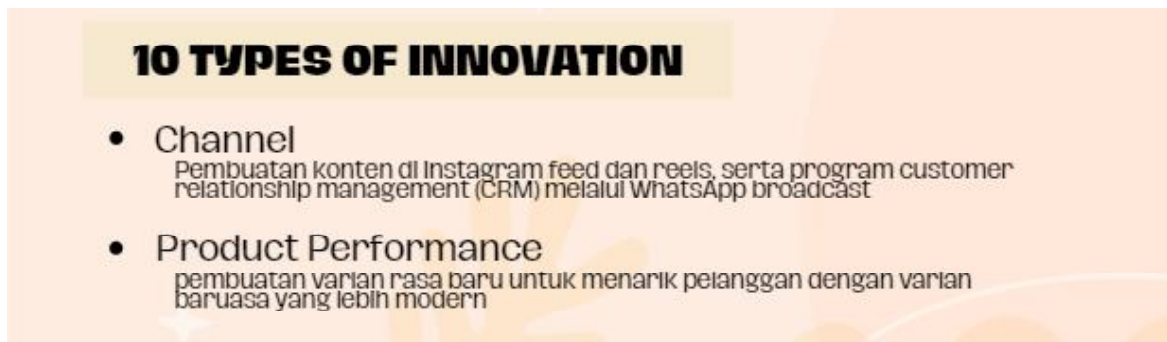 10 TYPES OF INNOVATION
• Channel
Pembuatan konten di Instagram feed dan reels, serta program customer
relationship management (CRM) melalui WhatsApp broadcast
• Product Performance
pembuatan varian rasa baru untuk menarik pelanggan dengan varian
baruasa yang lebih modern